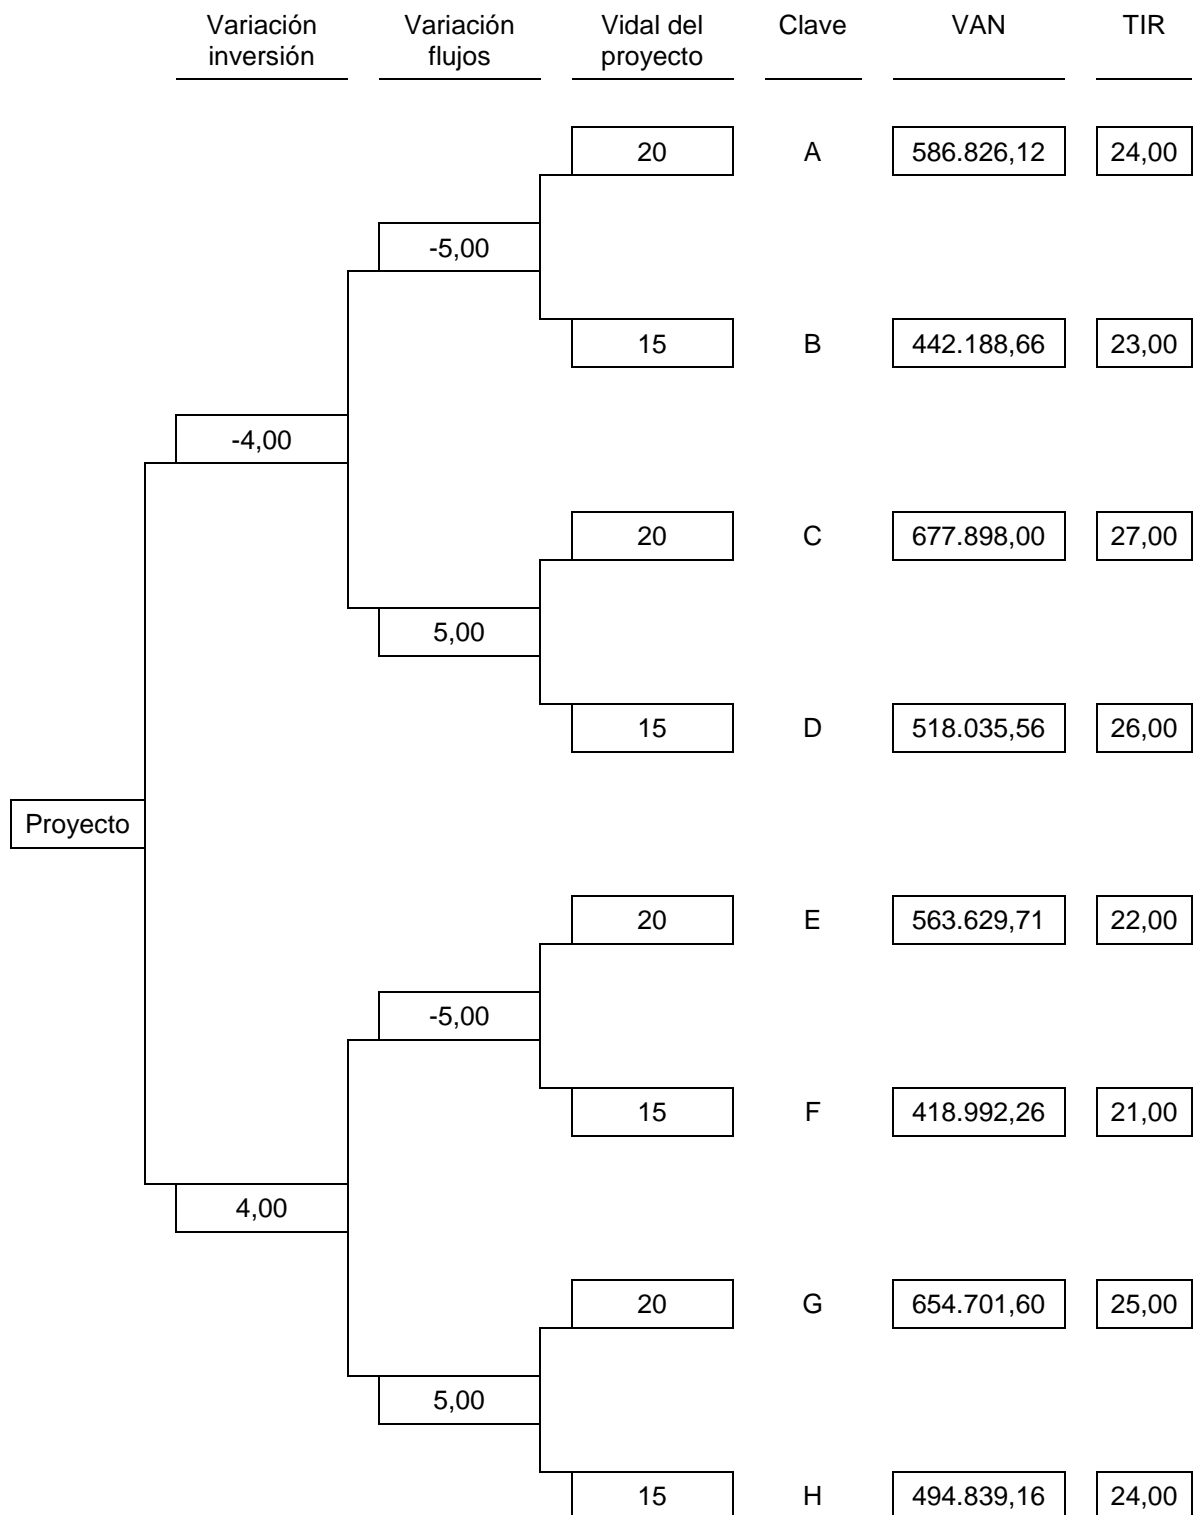 Variación inversión
Variación flujos
Vidal del proyecto
Clave
VAN
TIR
20 A 586.826,12 24,00
-5,00
15 B 442.188,66 23,00
-4,00
20 C 677.898,00 27,00
5,00
15 D 518.035,56 26,00
Proyecto
20 E 563.629,71 22,00
-5,00
15 F 418.992,26 21,00
4,00
20 G 654.701,60 25,00
5,00
15 H 494.839,16 24,00